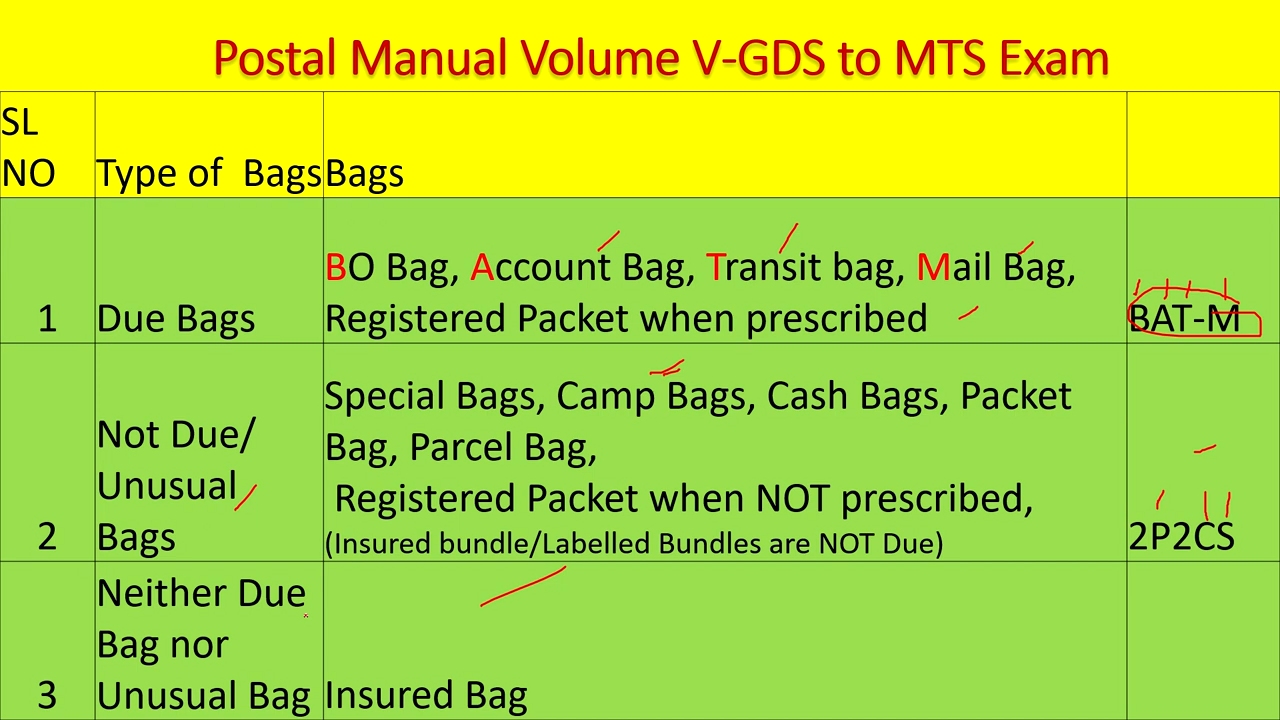 Postal Manual Volume V-GDS to MTS Exam
SL
NO
Type of  Bags
Bags
1
Due Bags
BO Bag, Account Bag, Transit bag, Mail Bag,
Registered Packet when prescribed
BAT-M
2
Not Due/
Unusual
Bags
Special Bags, Camp Bags, Cash Bags, Packet
Bag, Parcel Bag,
Registered Packet when NOT prescribed,
(Insured bundle/Labelled Bundles are NOT Due)
2P2CS
3
Neither Due
Bag nor
Unusual Bag
Insured Bag